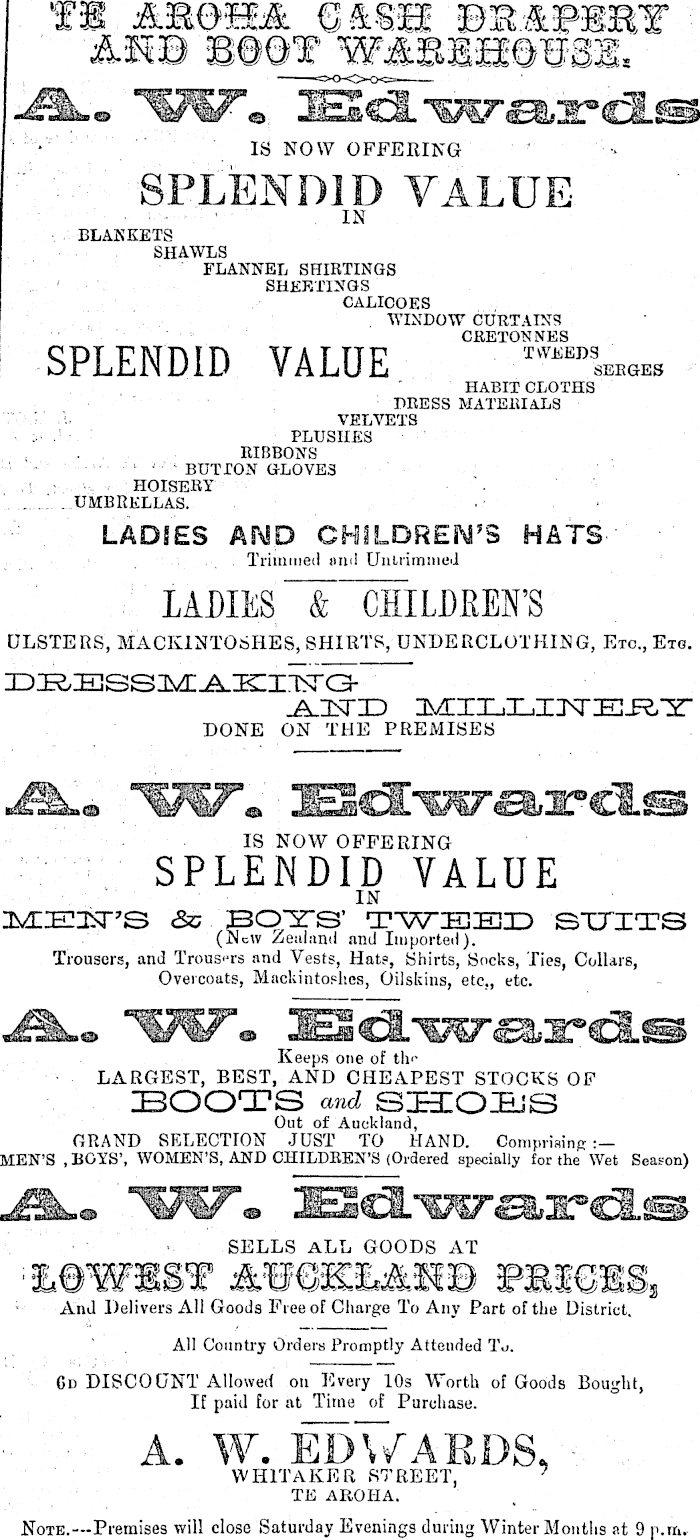 TE AROHA CASH DRAPERY
AND BOOT WAREHOUSE.
A. W. Edwards
IS NOW OFFERING
SPLENDID VALUE
IN
BLANKETS
SHAWLS
FLANNEL SHIRTINGS
SHEETINGS
CALICOES
WINDOW CURTAINS
CRETONNES
TWEEDS
SPLENDID VALUE
SERGES
HABIT CLOTHS
DRESS MATERIALS
VELVETS
PLUSHES
RIBBONS
BUTTON GLOVES
HOISERY
UMBRELLAS.
LADIES AND CHILDREN'S HATS
Trimmed and Untrimmed
LADIES & CHILDREN'S
ULSTERS, MACKINTOSHES, SHIRTS, UNDERCLOTHING, ETC., ETC.
DRESSMAKING
AND MILLINERY
DONE ON THE PREMISES
A. W. Edwards
IS NOW OFFERING
SPLENDID VALUE
IN
MEN'S & BOYS' TWEED SUITS
(New Zealand and Imported).
Trousers, and Trousers and Vests, Hats, Shirts, Socks, Ties, Collars,
Overcoats, Mackintoshes, Oilskins, etc., etc.
A. W. Edwards
Keeps one of the
LARGEST, BEST, AND CHEAPEST STOCKS OF
BOOTS and SHOES
Out of Auckland,
GRAND SELECTION JUST TO HAND. Comprising :—
MEN'S , BOYS', WOMEN'S, AND CHILDREN'S (Ordered specially for the Wet Season)
A. W. Edwards
SELLS ALL GOODS AT
LOWEST AUCKLAND PRICES,
And Delivers All Goods Free of Charge To Any Part of the District.
All Country Orders Promptly Attended To.
6D DISCOUNT Allowed on Every 10s Worth of Goods Bought,
If paid for at Time of Purchase.
A. W. EDWARDS,
WHITAKER STREET,
TE AROHA.
NOTE.---Premises will close Saturday Evenings during Winter Months at 9 p.m.